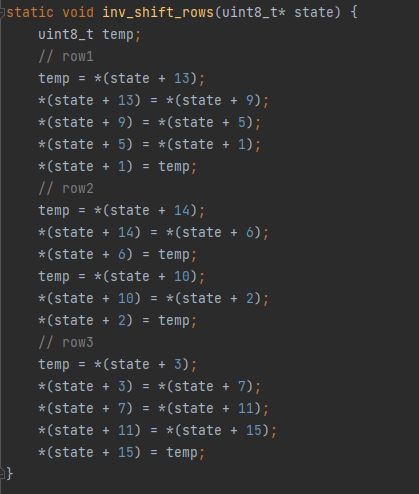 static void inv_shift_rows(uint8_t* state) {
    uint8_t temp;
    // row1
    temp = *(state + 13);
    *(state + 13) = *(state + 9);
    *(state + 9) = *(state + 5);
    *(state + 5) = *(state + 1);
    *(state + 1) = temp;
    // row2
    temp = *(state + 14);
    *(state + 14) = *(state + 6);
    *(state + 6) = temp;
    temp = *(state + 10);
    *(state + 10) = *(state + 2);
    *(state + 2) = temp;
    // row3
    temp = *(state + 3);
    *(state + 3) = *(state + 7);
    *(state + 7) = *(state + 11);
    *(state + 11) = *(state + 15);
    *(state + 15) = temp;
}